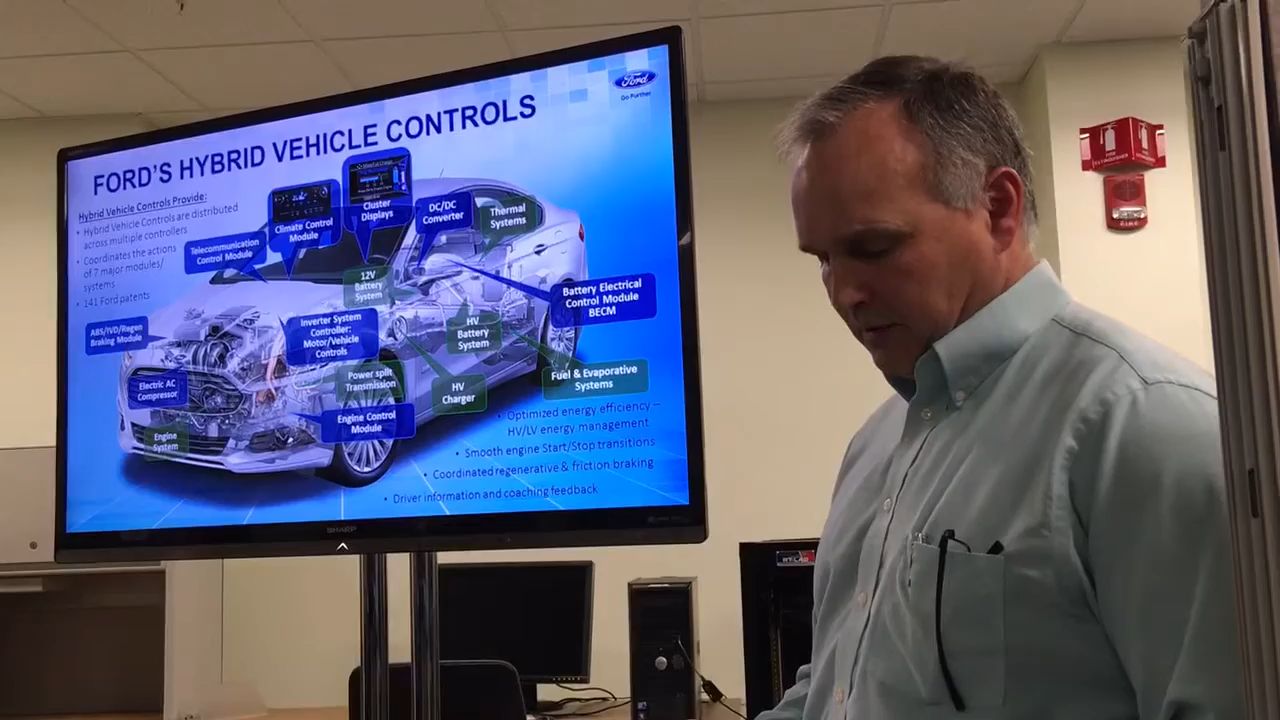 Ford
Go Further
FORD'S HYBRID VEHICLE CONTROLS
Hybrid Vehicle Controls Provide:
• Hybrid Vehicle Controls are distributed
across multiple controllers
• Coordinates the actions
of 7 major modules/
systems
• 141 Ford patents
Telecommunication
Control Module
Climate Control
Module
Cluster
Displays
DC/DC
Converter
Thermal
Systems
12V
Battery
System
Battery Electrical
Control Module
BECM
ABS/IVD/Regen
Braking Module
Inverter System
Controller:
Motor/Vehicle
Controls
HV
Battery
System
Electric AC
Compressor
Power split
Transmission
HV
Charger
Fuel & Evaporative
Systems
Engine Control
Module
Engine
System
• Optimized energy efficiency –
HV/LV energy management
• Smooth engine Start/Stop transitions
• Coordinated regenerative & friction braking
• Driver information and coaching feedback
SHARP
FIRE
EXTINGUISHER
FIRE